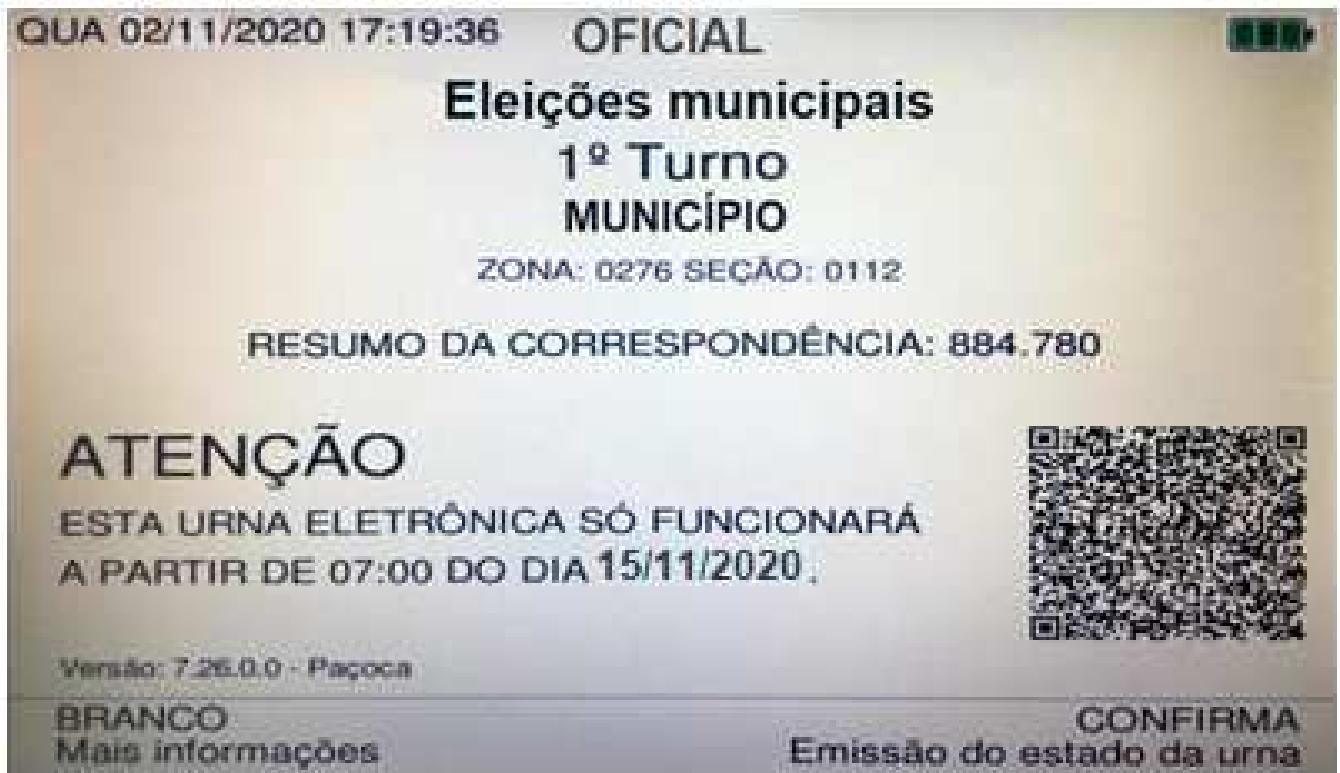 QUA 02/11/2020 17:19:36 OFICIAL
Eleições municipais
1º Turno
MUNICÍPIO
ZONA: 0276 SEÇÃO: 0112
RESUMO DA CORRESPONDÊNCIA: 884.780
ATENÇÃO
ESTA URNA ELETRÔNICA SÓ FUNCIONARÁ
A PARTIR DE 07:00 DO DIA 15/11/2020.
Versão: 7.26.0.0 - Paçoca
BRANCO CONFIRMA
Mais informações Emissão do estado da urna